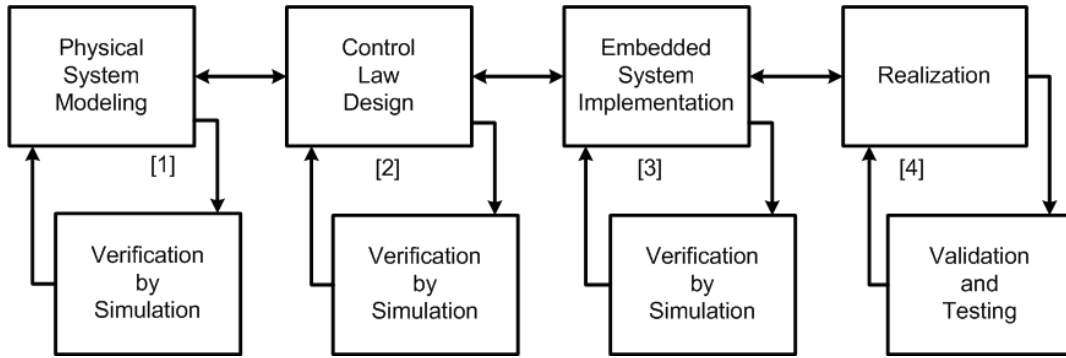 Physical
System
Modeling
Control
Law
Design
Embedded
System
Implementation
Realization
[1]
[2]
[3]
[4]
Verification
by
Simulation
Verification
by
Simulation
Verification
by
Simulation
Validation
and
Testing